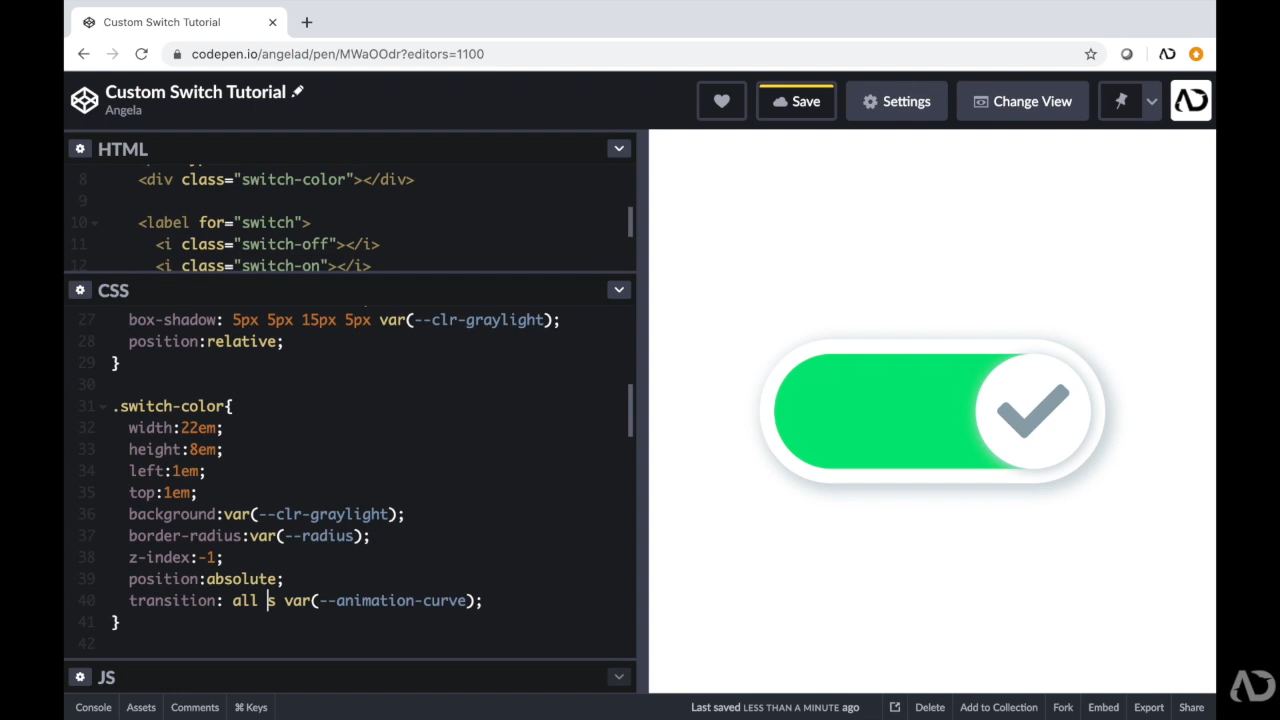 Custom Switch Tutorial
codepen.io/angelad/pen/MWaOOdr?editors=1100
Custom Switch Tutorial
Angela
Save
Settings
Change View
HTML
8 <div class="switch-color"></div>
9
10 <label for="switch">
11 <i class="switch-off"></i>
12 <i class="switch-on"></i>
CSS
27 box-shadow: 5px 5px 15px 5px var(--clr-graylight);
28 position:relative;
29 }
30
31 .switch-color{
32 width:22em;
33 height:8em;
34 left:1em;
35 top:1em;
36 background:var(--clr-graylight);
37 border-radius:var(--radius);
38 z-index:-1;
39 position:absolute;
40 transition: all s var(--animation-curve);
41 }
42
JS
Console Assets Comments ⌘ Keys Last saved LESS THAN A MINUTE ago Delete Add to Collection Fork Embed Export Share